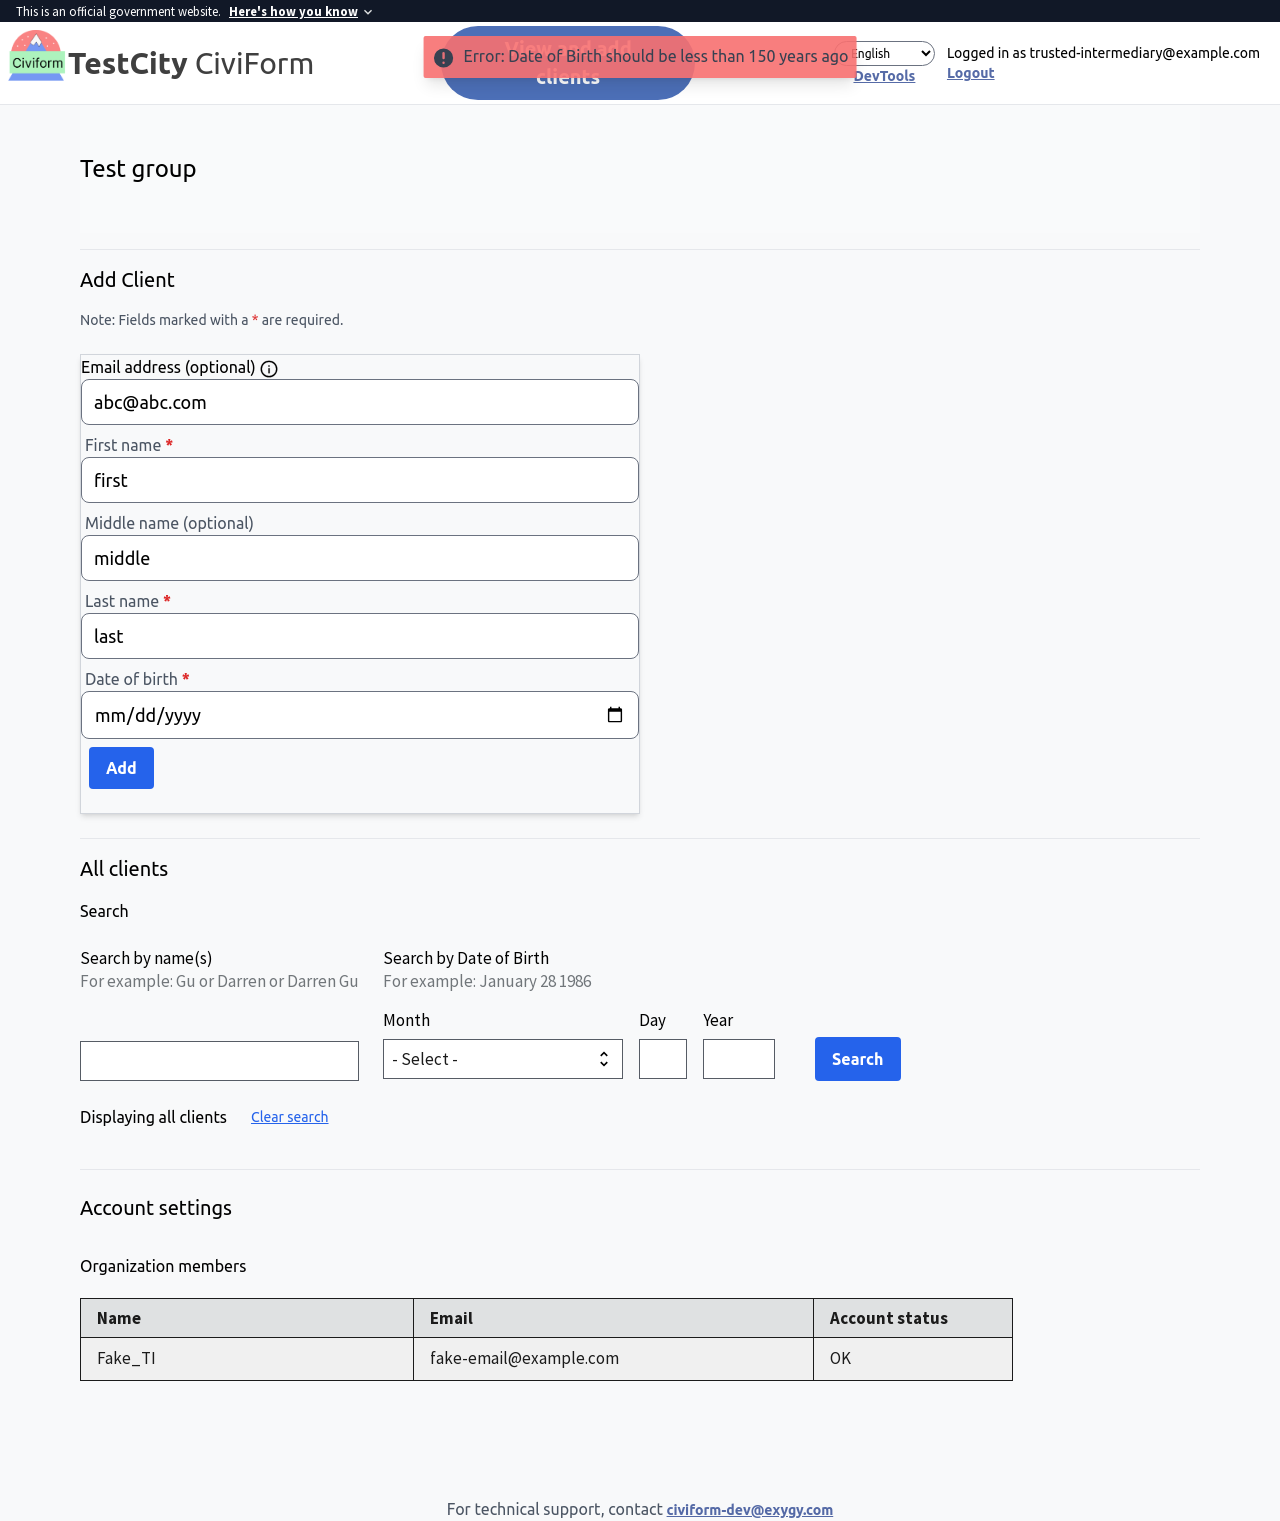 This is an official government website. Here's how you know
Civiform
TestCity CiviForm
View and add
clients
Error: Date of Birth should be less than 150 years ago
English
DevTools
Logged in as trusted-intermediary@example.com
Logout
Test group
Add Client
Note: Fields marked with a * are required.
Email address (optional)
abc@abc.com
First name *
first
Middle name (optional)
middle
Last name *
last
Date of birth *
mm/dd/yyyy
Add
All clients
Search
Search by name(s)
For example: Gu or Darren or Darren Gu
Search by Date of Birth
For example: January 28 1986
Month
Day
Year
- Select -
Search
Displaying all clients
Clear search
Account settings
Organization members
Name Email Account status
Fake_TI fake-email@example.com OK
For technical support, contact civiform-dev@exygy.com